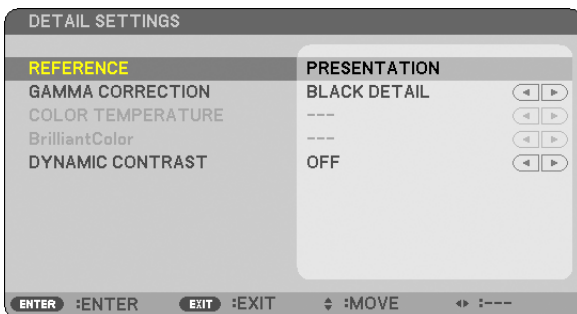 DETAIL SETTINGS
REFERENCE PRESENTATION
GAMMA CORRECTION BLACK DETAIL
COLOR TEMPERATURE ---
BrilliantColor ---
DYNAMIC CONTRAST OFF
ENTER :ENTER EXIT :EXIT :MOVE :---